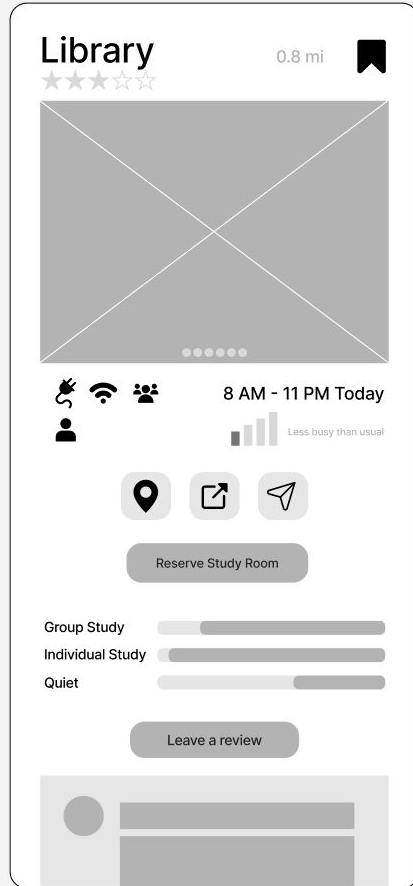 Library
0.8 mi
8 AM - 11 PM Today
Less busy than usual
Reserve Study Room
Group Study
Individual Study
Quiet
Leave a review